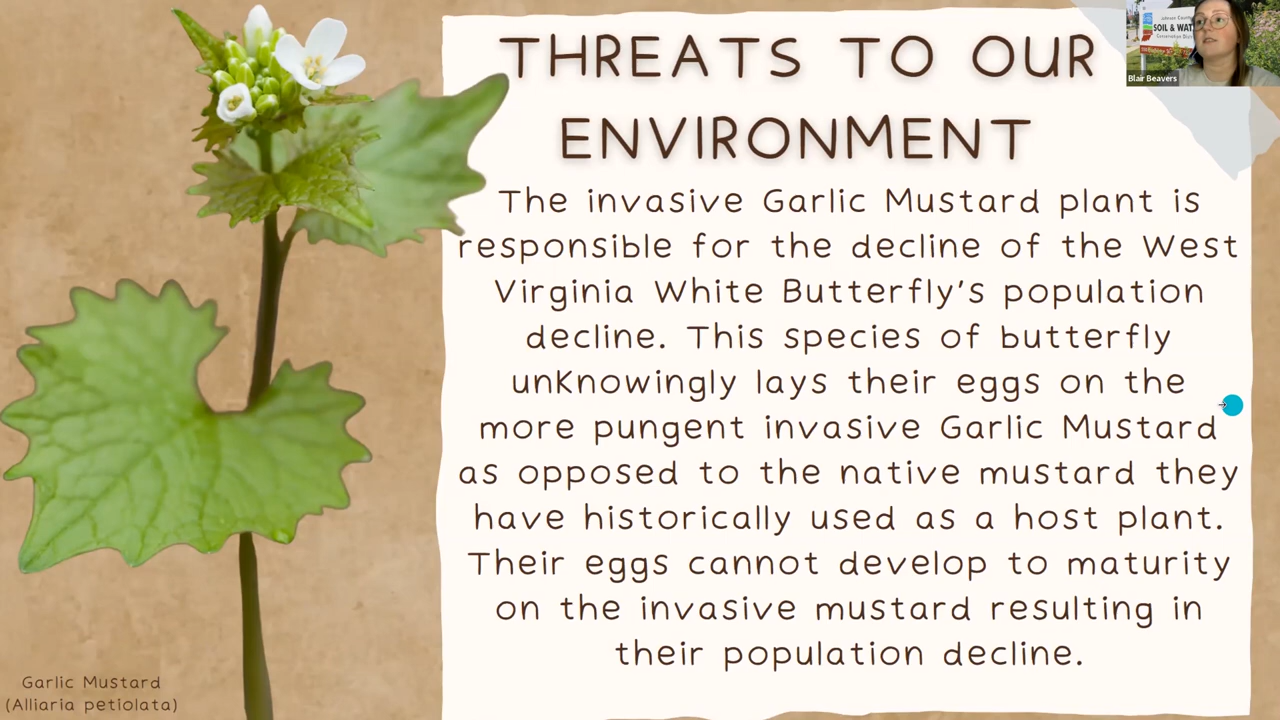 THREATS TO OUR
ENVIRONMENT
The invasive Garlic Mustard plant is
responsible for the decline of the West
Virginia White Butterfly's population
decline. This species of butterfly
unknowingly lays their eggs on the
more pungent invasive Garlic Mustard
as opposed to the native mustard they
have historically used as a host plant.
Their eggs cannot develop to maturity
on the invasive mustard resulting in
their population decline.
Garlic Mustard
(Alliaria petiolata)
SOIL & WAT
Blair Beavers